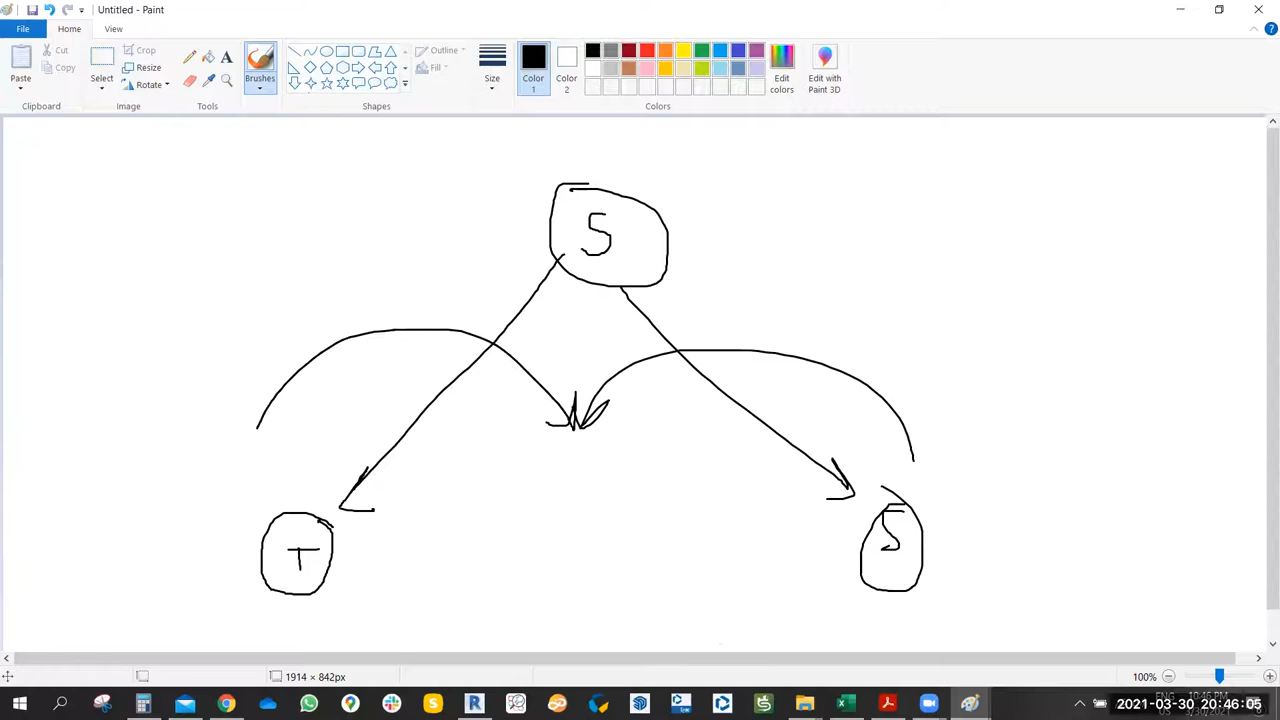 Untitled - Paint
File Home View
Paste
Cut
Copy
Clipboard
Select
Crop
Resize
Rotate
Image
Tools
Brushes
Shapes
Outline
Fill
Size
Color 1
Color 2
Colors
Edit colors
Edit with Paint 3D
S
T
S
1914 × 842px
100%
ENG
2021-03-30 20:46:05